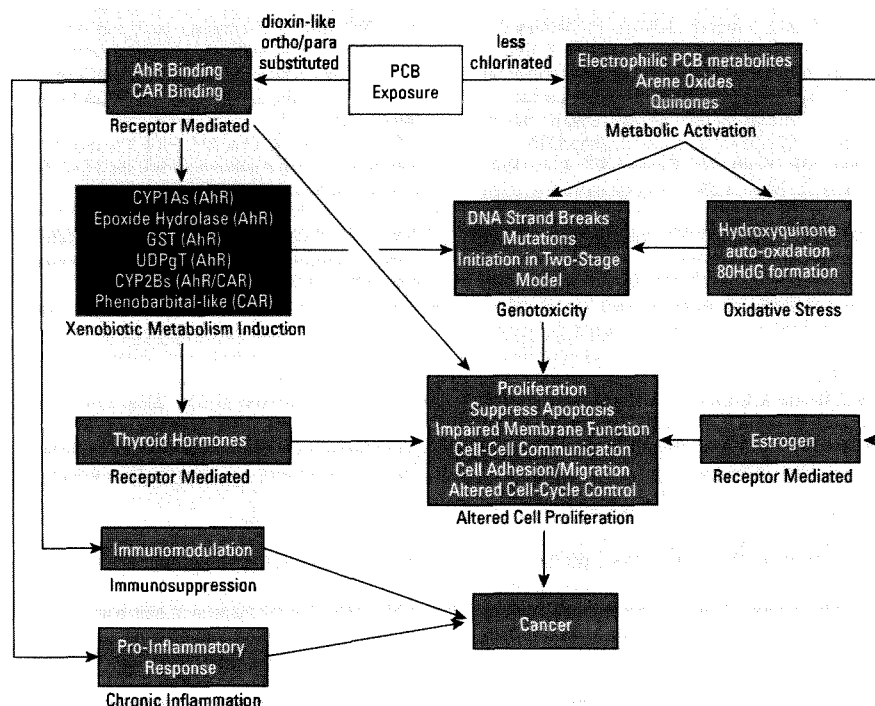 dioxin-like
ortho/para
substituted
less
chlorinated
AhR Binding
CAR Binding
Receptor Mediated
PCB
Exposure
Electrophilic PCB metabolites
Arene Oxides
Quinones
Metabolic Activation
CYP1As (AhR)
Epoxide Hydrolase (AhR)
GST (AhR)
UDPgT (AhR)
CYP2Bs (AhR/CAR)
Phenobarbital-like (CAR)
Xenobiotic Metabolism Induction
DNA Strand Breaks
Mutations
Initiation in Two-Stage
Model
Genotoxicity
Hydroxyquinone
auto-oxidation
80HdG formation
Oxidative Stress
Thyroid Hormones
Receptor Mediated
Proliferation
Suppress Apoptosis
Impaired Membrane Function
Cell-Cell Communication
Cell Adhesion/Migration
Altered Cell-Cycle Control
Altered Cell Proliferation
Estrogen
Receptor Mediated
Immunomodulation
Immunosuppression
Pro-Inflammatory
Response
Chronic Inflammation
Cancer